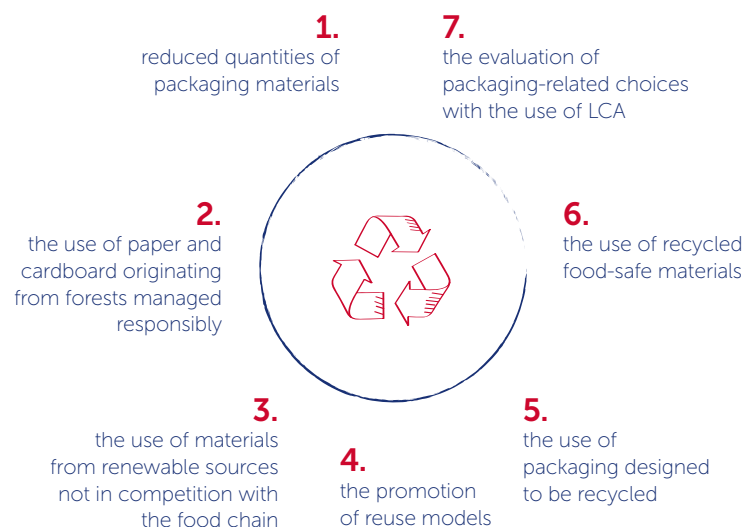 1.
reduced quantities of
packaging materials
2.
the use of paper and
cardboard originating
from forests managed
responsibly
3.
the use of materials
from renewable sources
not in competition with
the food chain
4.
the promotion
of reuse models
5.
the use of
packaging designed
to be recycled
6.
the use of recycled
food-safe materials
7.
the evaluation of
packaging-related choices
with the use of LCA